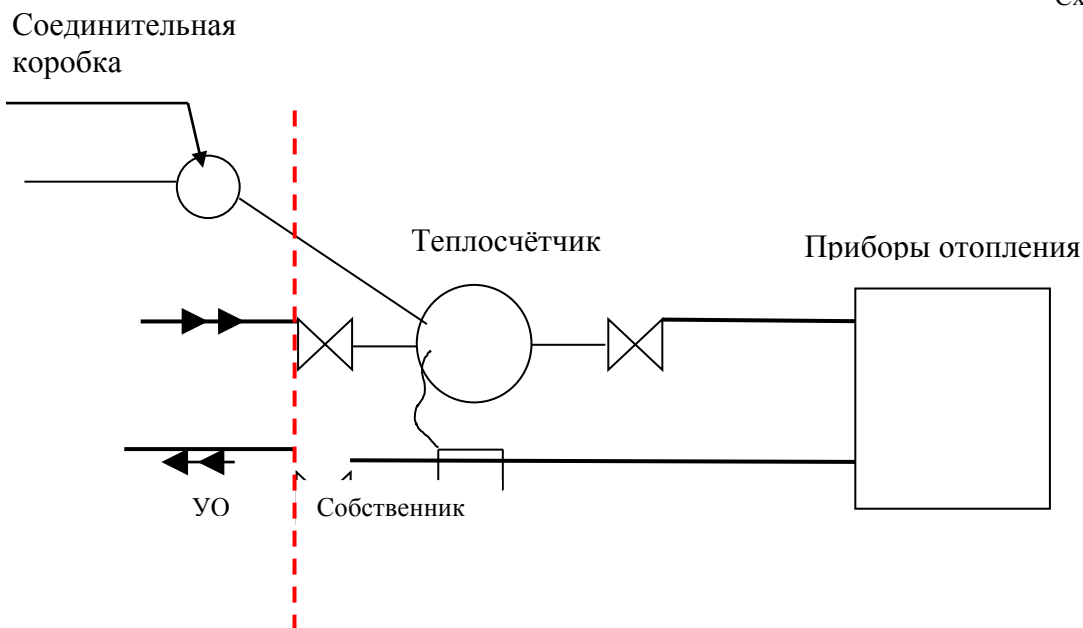 Соединительная
коробка
Теплосчётчик
Приборы отопления
УО
Собственник